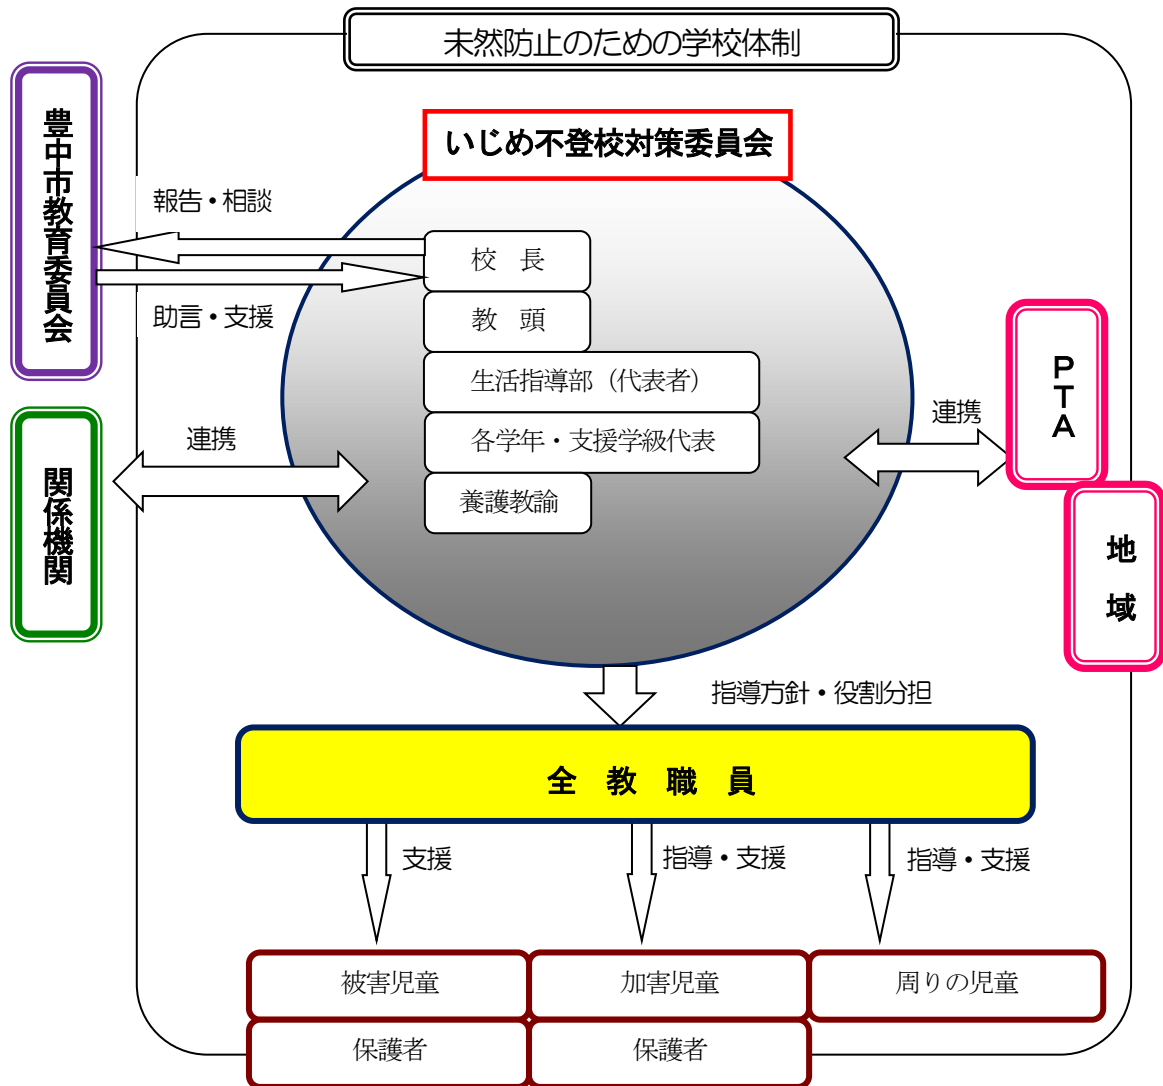 未然防止のための学校体制
いじめ不登校対策委員会
豊中市教育委員会
報告・相談
助言・支援
校　長
教　頭
生活指導部（代表者）
各学年・支援学級代表
養護教諭
関係機関
連携
連携
ＰＴＡ
地域
指導方針・役割分担
全　教　職　員
支援
指導・支援
指導・支援
被害児童
加害児童
周りの児童
保護者
保護者